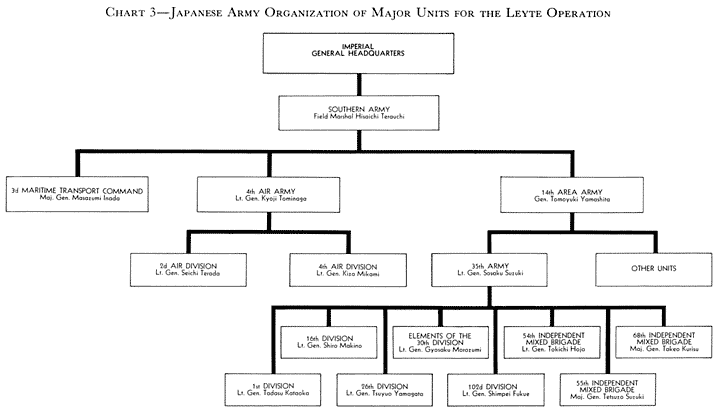 CHART 3—JAPANESE ARMY ORGANIZATION OF MAJOR UNITS FOR THE LEYTE OPERATION
IMPERIAL
GENERAL HEADQUARTERS
SOUTHERN ARMY
Field Marshal Hisaichi Terauchi
3d MARITIME TRANSPORT COMMAND
Maj. Gen. Masazumi Inada
4th AIR ARMY
Lt. Gen. Kyoji Tominaga
14th AREA ARMY
Gen. Tomoyuki Yamashita
2d AIR DIVISION
Lt. Gen. Seichi Terada
4th AIR DIVISION
Lt. Gen. Kizo Mikami
35th ARMY
Lt. Gen. Sosaku Suzuki
OTHER UNITS
16th DIVISION
Lt. Gen. Shiro Makino
ELEMENTS OF THE
30th DIVISION
Lt. Gen. Gyosaku Morozumi
54th INDEPENDENT
MIXED BRIGADE
Lt. Gen. Tokichi Hojo
68th INDEPENDENT
MIXED BRIGADE
Maj. Gen. Takeo Kurisu
1st DIVISION
Lt. Gen. Tadasu Kataoka
26th DIVISION
Lt. Gen. Tsuyuo Yamagata
102d DIVISION
Lt. Gen. Shimpei Fukue
55th INDEPENDENT
MIXED BRIGADE
Maj. Gen. Tetsuzo Suzuki